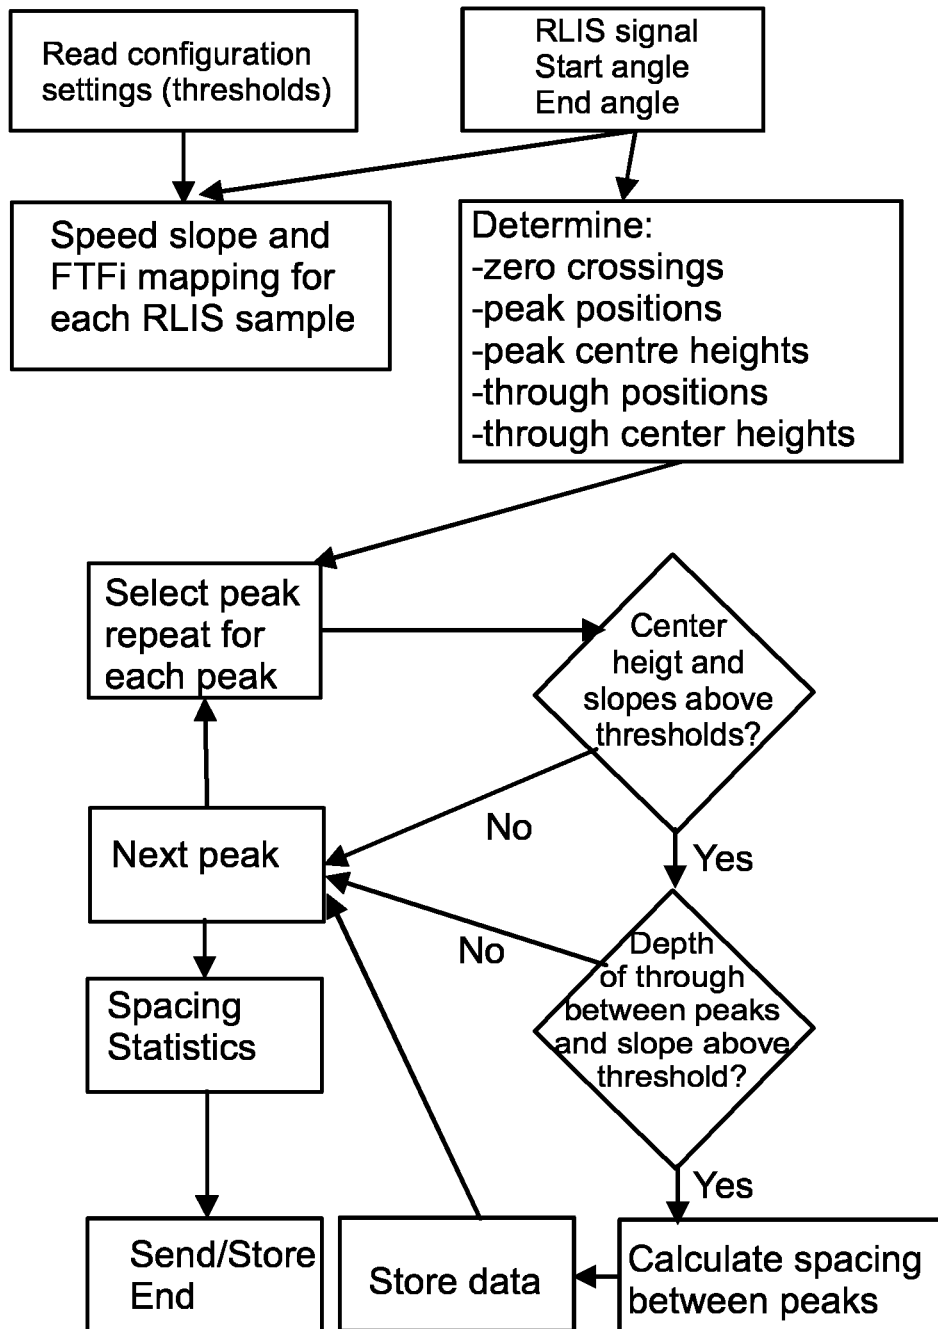 Read configuration
settings (thresholds)
RLIS signal
Start angle
End angle
Speed slope and
FTFi mapping for
each RLIS sample
Determine:
-zero crossings
-peak positions
-peak centre heights
-through positions
-through center heights
Select peak
repeat for
each peak
Center
heigt and
slopes above
thresholds?
No
Yes
Next peak
No
Depth
of through
between peaks
and slope above
threshold?
Yes
Spacing
Statistics
Send/Store
End
Store data
Calculate spacing
between peaks